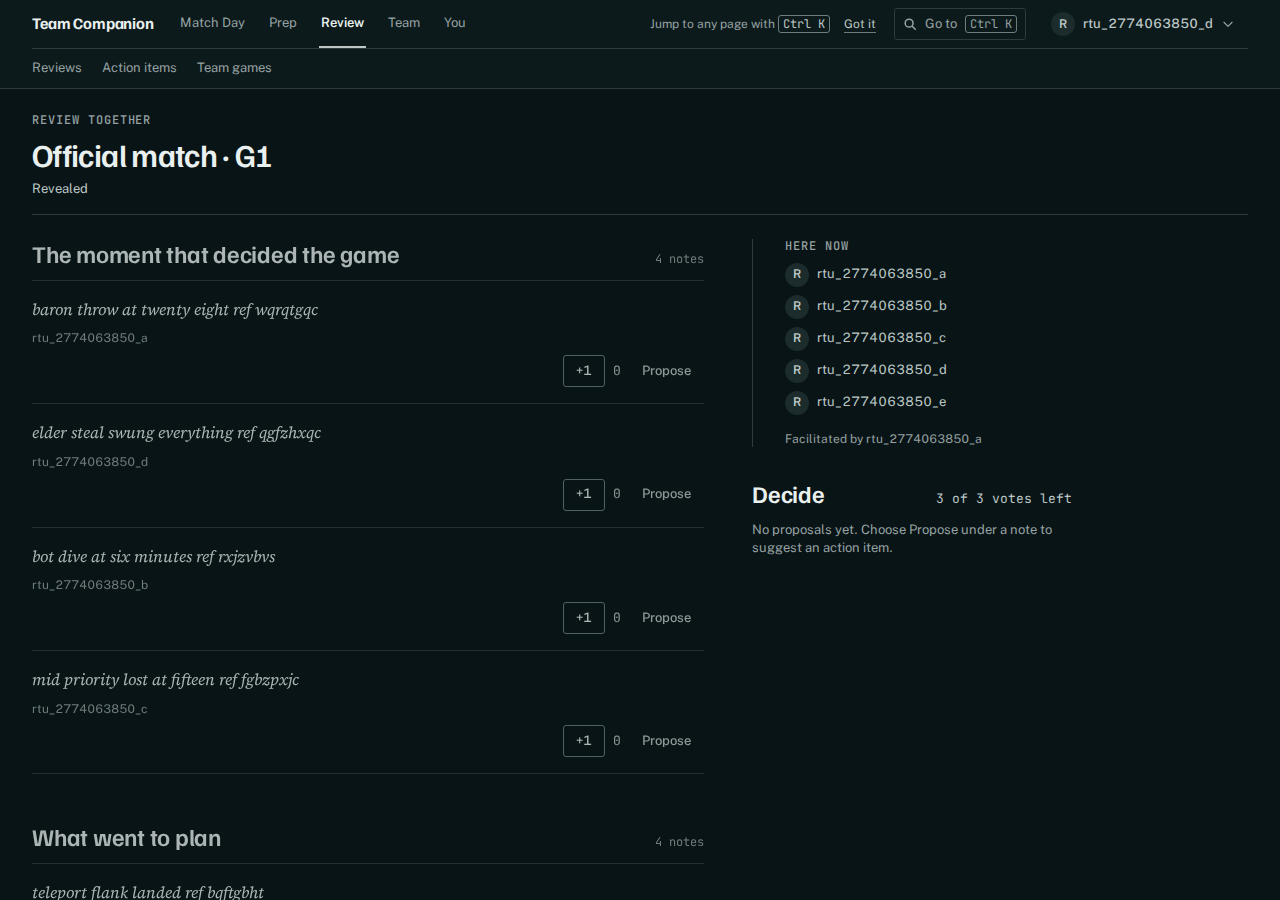 Team Companion Match Day Prep Review Team You Jump to any page with Ctrl K Got it Go to Ctrl K R rtu_2774063850_d
Reviews Action items Team games
REVIEW TOGETHER
Official match · G1
Revealed
The moment that decided the game 4 notes
baron throw at twenty eight ref wqrqtgqc
rtu_2774063850_a
+1 0 Propose
elder steal swung everything ref qgfzhxqc
rtu_2774063850_d
+1 0 Propose
bot dive at six minutes ref rxjzvbvs
rtu_2774063850_b
+1 0 Propose
mid priority lost at fifteen ref fgbzpxjc
rtu_2774063850_c
+1 0 Propose
What went to plan 4 notes
teleport flank landed ref bqftgbht
HERE NOW
R rtu_2774063850_a
R rtu_2774063850_b
R rtu_2774063850_c
R rtu_2774063850_d
R rtu_2774063850_e
Facilitated by rtu_2774063850_a
Decide 3 of 3 votes left
No proposals yet. Choose Propose under a note to
suggest an action item.